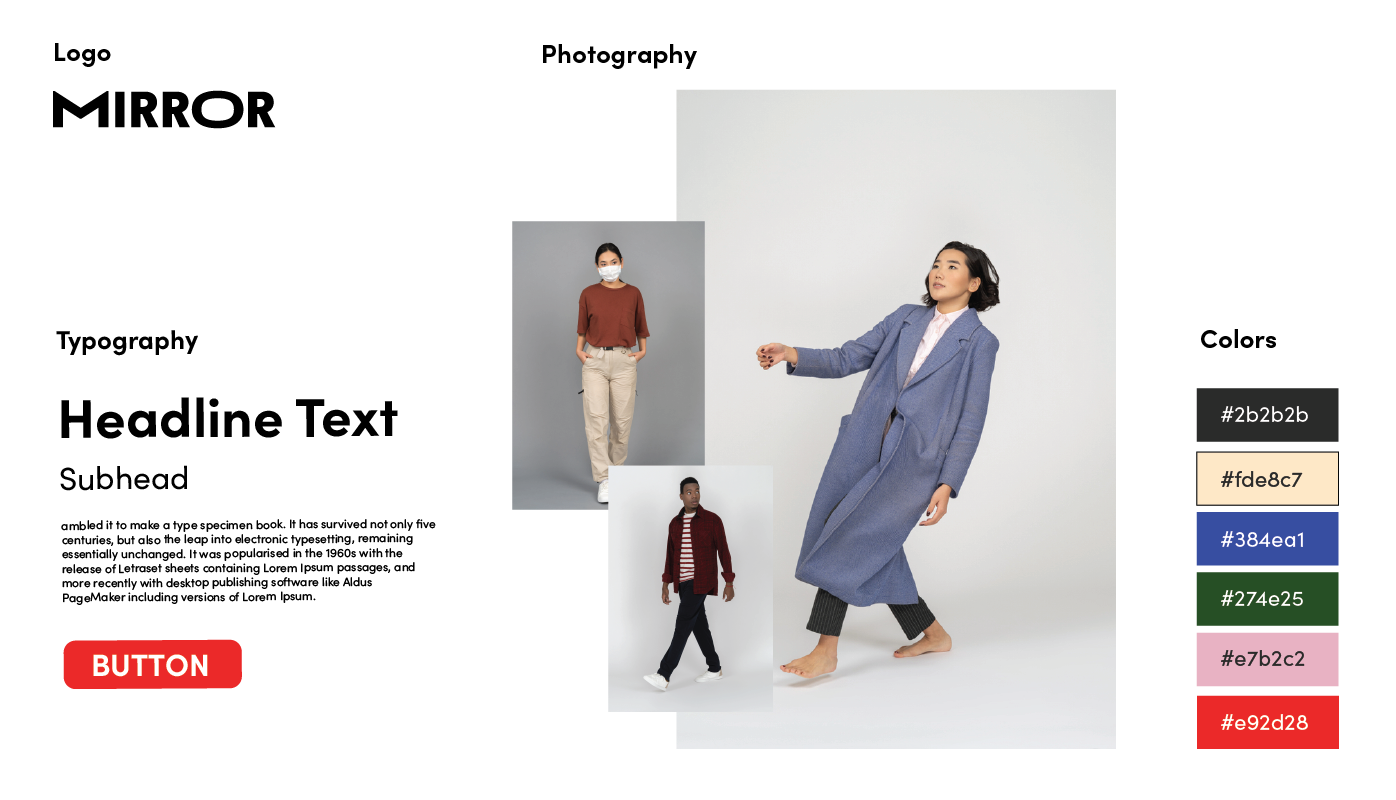 Logo
MIRROR
Photography
Typography
Headline Text
Subhead
ambled it to make a type specimen book. It has survived not only five
centuries, but also the leap into electronic typesetting, remaining
essentially unchanged. It was popularised in the 1960s with the
release of Letraset sheets containing Lorem Ipsum passages, and
more recently with desktop publishing software like Aldus
PageMaker including versions of Lorem Ipsum.
BUTTON
Colors
#2b2b2b
#fde8c7
#384ea1
#274e25
#e7b2c2
#e92d28